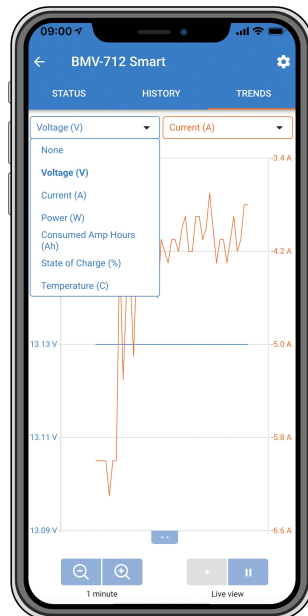 09:00
BMV-712 Smart
STATUS HISTORY TRENDS
Voltage (V) Current (A)
None
Voltage (V)
Current (A)
Power (W)
Consumed Amp Hours
(Ah)
State of Charge (%)
Temperature (C)
-3.4 A
-4.2 A
13.13 V -5.0 A
13.11 V -5.8 A
13.09 V -6.6 A
1 minute Live view